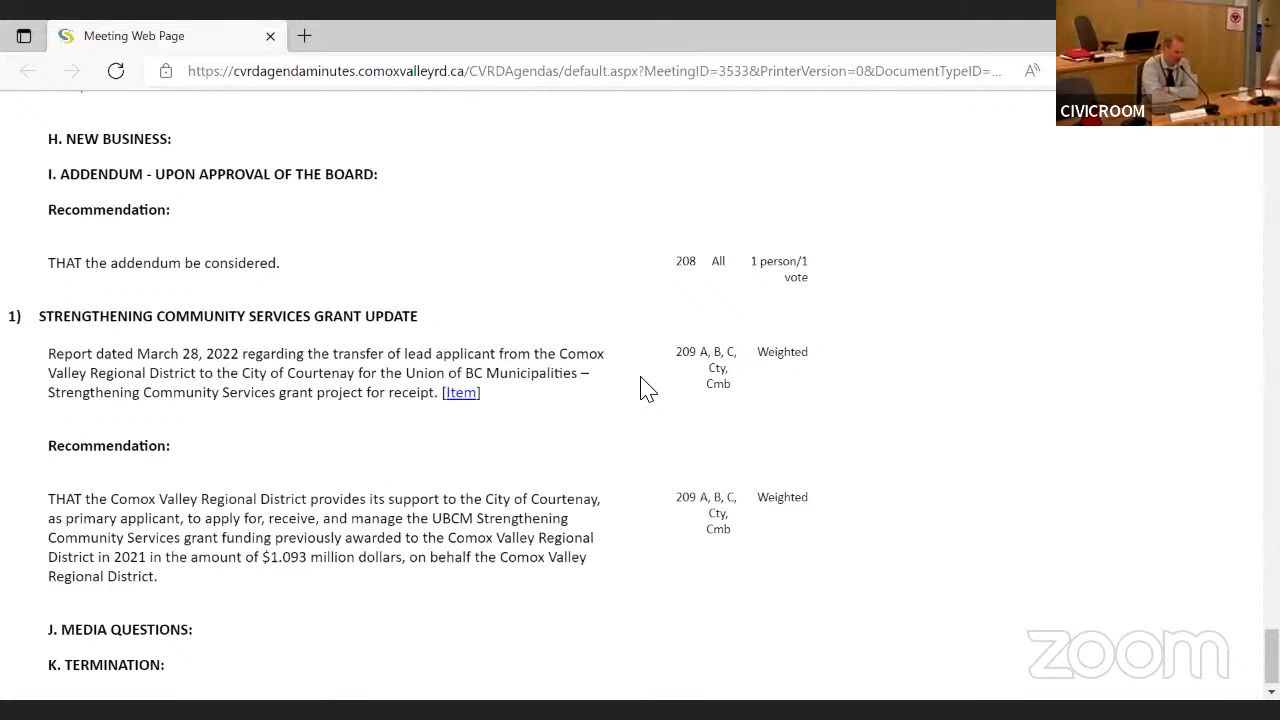 Meeting Web Page
https://cvrdagendaminutes.comoxvalleyrd.ca/CVRDAgendas/default.aspx?MeetingID=3533&PrinterVersion=0&DocumentTypeID=...
CIVICROOM
H. NEW BUSINESS:
I. ADDENDUM - UPON APPROVAL OF THE BOARD:
Recommendation:
THAT the addendum be considered.
208 All 1 person/1
vote
1) STRENGTHENING COMMUNITY SERVICES GRANT UPDATE
Report dated March 28, 2022 regarding the transfer of lead applicant from the Comox
Valley Regional District to the City of Courtenay for the Union of BC Municipalities –
Strengthening Community Services grant project for receipt. [Item]
209 A, B, C, Weighted
Cty,
Cmb
Recommendation:
THAT the Comox Valley Regional District provides its support to the City of Courtenay,
as primary applicant, to apply for, receive, and manage the UBCM Strengthening
Community Services grant funding previously awarded to the Comox Valley Regional
District in 2021 in the amount of $1.093 million dollars, on behalf the Comox Valley
Regional District.
209 A, B, C, Weighted
Cty,
Cmb
J. MEDIA QUESTIONS:
K. TERMINATION:
zoom